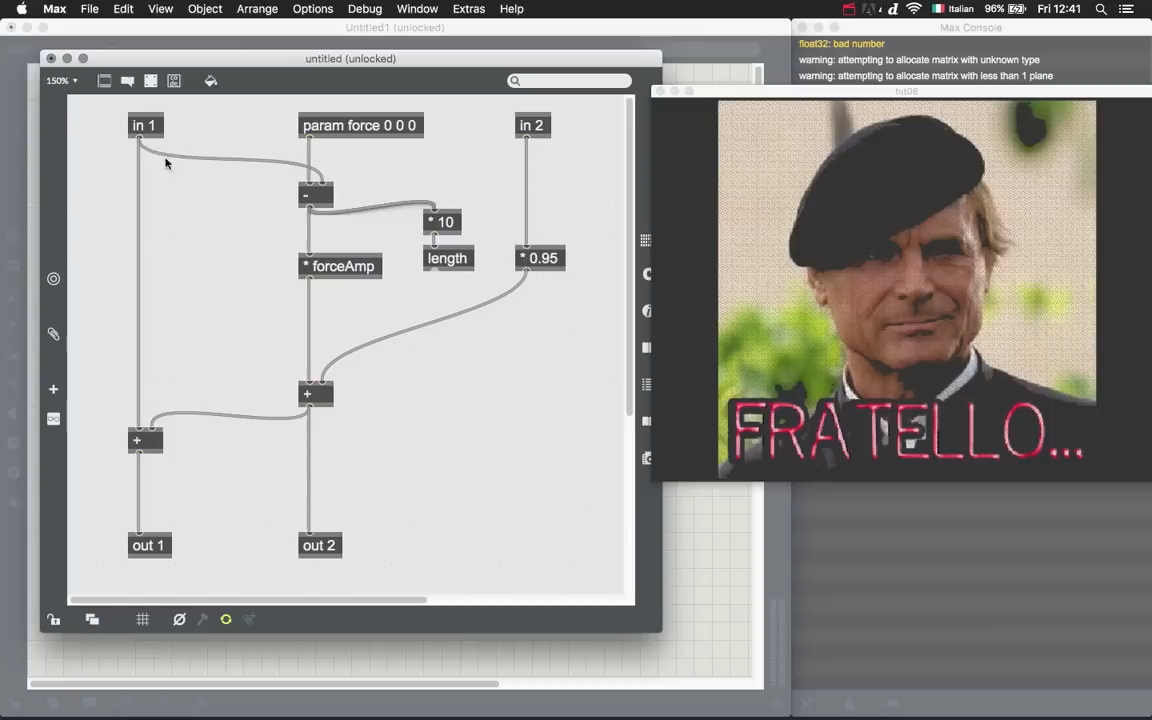 Max File Edit View Object Arrange Options Debug Window Extras Help
Italian 96% Fri 12:41
Untitled1 (unlocked)
Max Console
float32: bad number
warning: attempting to allocate matrix with unknown type
warning: attempting to allocate matrix with less than 1 plane
untitled (unlocked)
150%
tut06
in 1
param force 0 0 0
in 2
-
* 10
length
* forceAmp
* 0.95
+
+
out 1
out 2
FRATELLO...